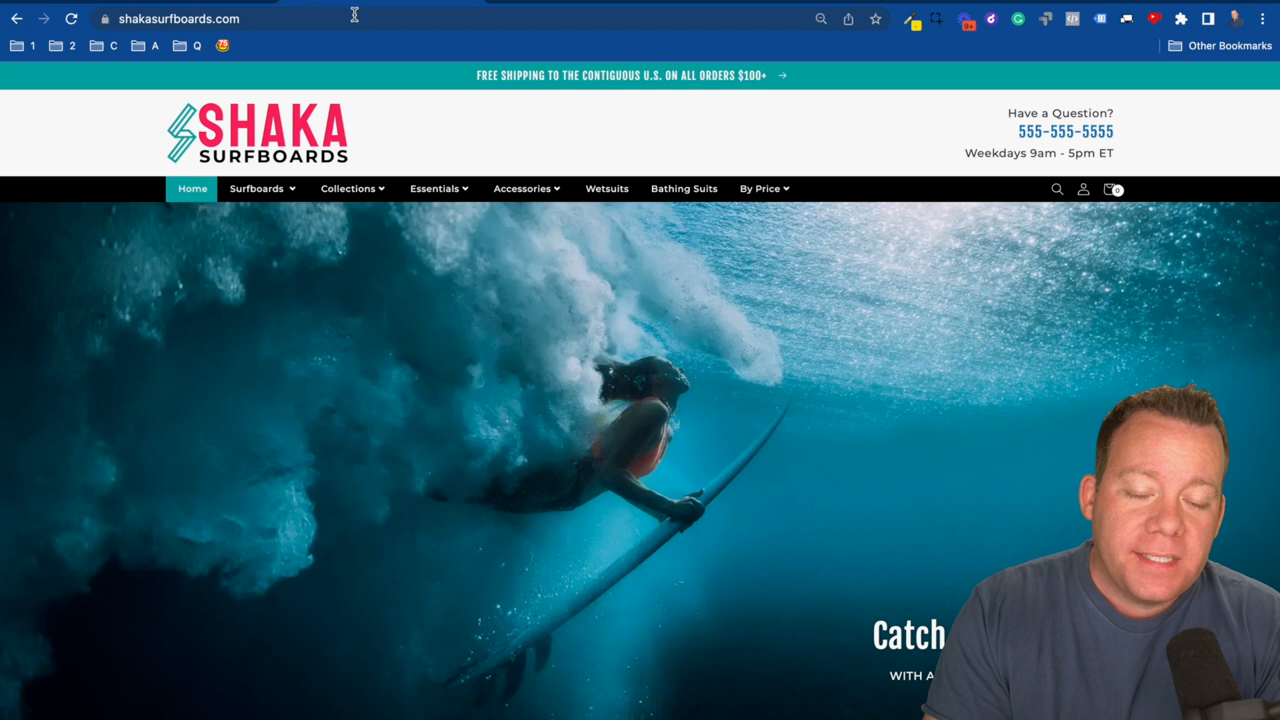 shakasurfboards.com
1
2
C
A
Q
Other Bookmarks
FREE SHIPPING TO THE CONTIGUOUS U.S. ON ALL ORDERS $100+
SHAKA
SURFBOARDS
Have a Question?
555-555-5555
Weekdays 9am - 5pm ET
Home Surfboards Collections Essentials Accessories Wetsuits Bathing Suits By Price
0
Catch
WITH A